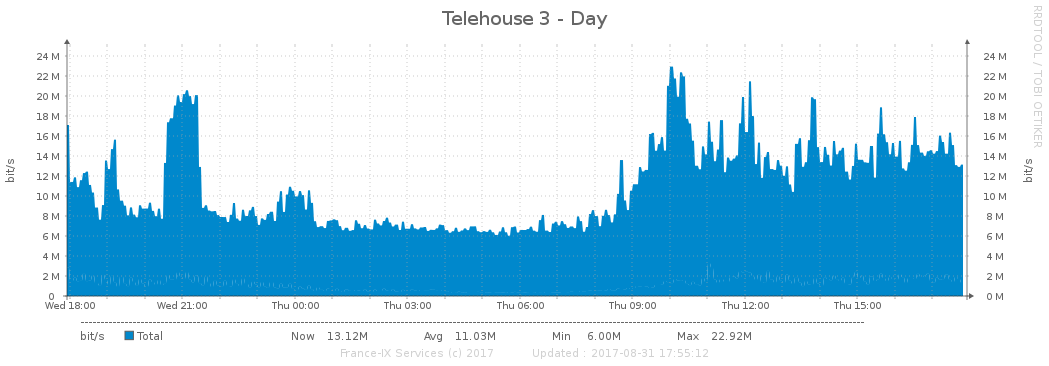 Telehouse 3 - Day
RRDTOOL / TOBI OETIKER
bit/s
24 M 24 M
22 M 22 M
20 M 20 M
18 M 18 M
16 M 16 M
14 M 14 M
12 M 12 M
10 M 10 M
8 M 8 M
6 M 6 M
4 M 4 M
2 M 2 M
0 0 M
bit/s
Wed 18:00 Wed 21:00 Thu 00:00 Thu 03:00 Thu 06:00 Thu 09:00 Thu 12:00 Thu 15:00
bit/s Total Now 13.12M Avg 11.03M Min 6.00M Max 22.92M
France-IX Services (c) 2017 Updated : 2017-08-31 17:55:12